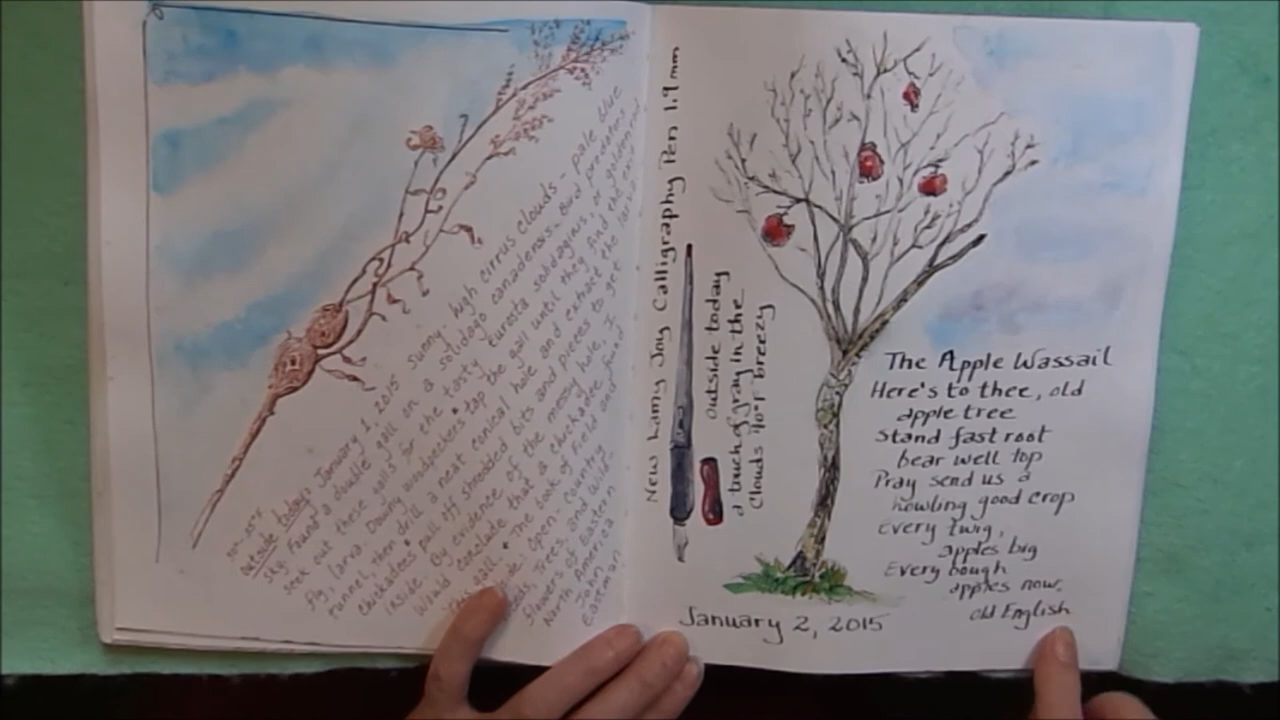 30°-35°F
outside today January 1, 2015 sunny - high cirrus clouds - pale blue
sky. Found a double gall on a solidago canadensis. Bird predators
seek out these galls for the tasty Eurosta solidaginis, or goldenrod
fly, larva. Downy woodpeckers tap the gall until they find the exit
tunnel, then drill a neat conical hole and extract the larva
Chickadees pull off shredded bits and pieces to get
inside. By evidence of the messy hole, I
would conclude that a chickadee found
this gall. * The book of Field and
Open-Country
Trees, and Wild-
flowers of Eastern
North America
John
Eastman
New Lamy Joy Calligraphy Pen 1.9mm
outside today
a touch of gray in the
Clouds 40°F breezy
The Apple Wassail
Here's to thee, old
apple tree
Stand fast root
bear well top
Pray send us a
howling good crop
Every twig,
apples big
Every bough
apples now.
old English
January 2, 2015